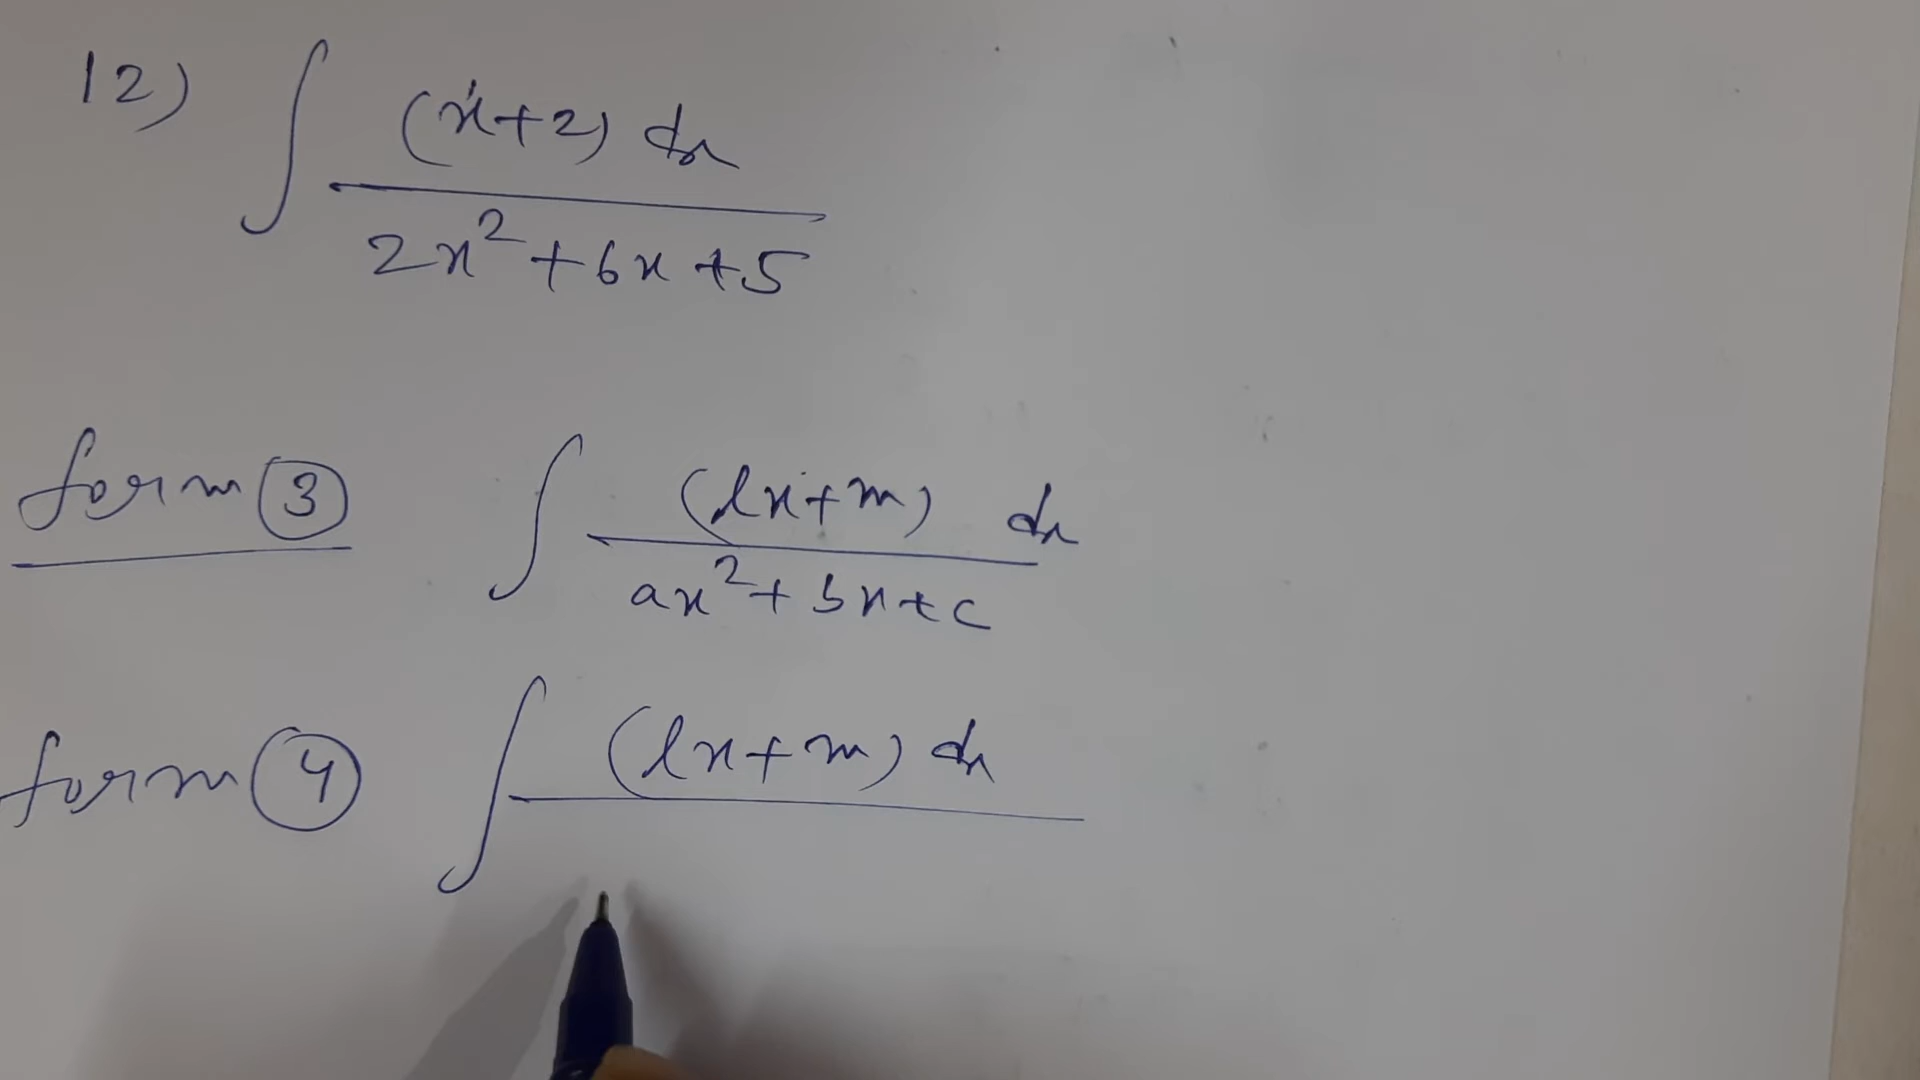 12) ∫ (x+2) dx / 2x² + 6x + 5
form ③ ∫ (lx+m) dx / ax² + bx + c
form ④ ∫ (lx+m) dx